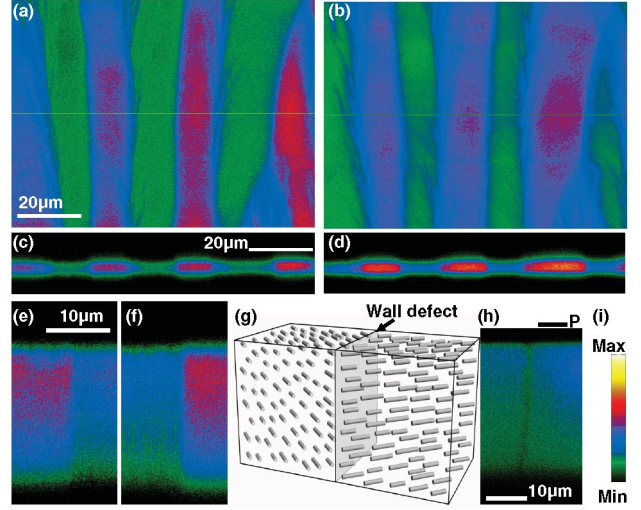 (a)
(b)
20μm
(c)
20μm
(d)
(e)
10μm
(f)
(g)
Wall defect
(h)
P
(i)
Max
10μm
Min